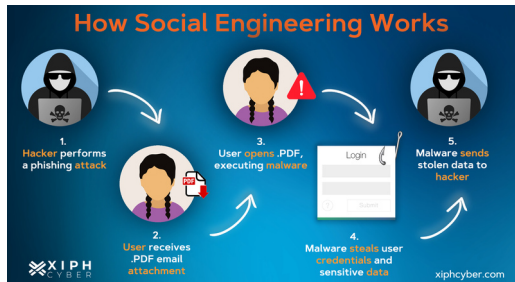 How Social Engineering Works
1.
Hacker performs
a phishing attack
PDF
2.
User receives
.PDF email
attachment
3.
User opens .PDF,
executing malware
Login
?
Submit
4.
Malware steals user
credentials and
sensitive data
5.
Malware sends
stolen data to
hacker
XIPH
CYBER
xiphcyber.com